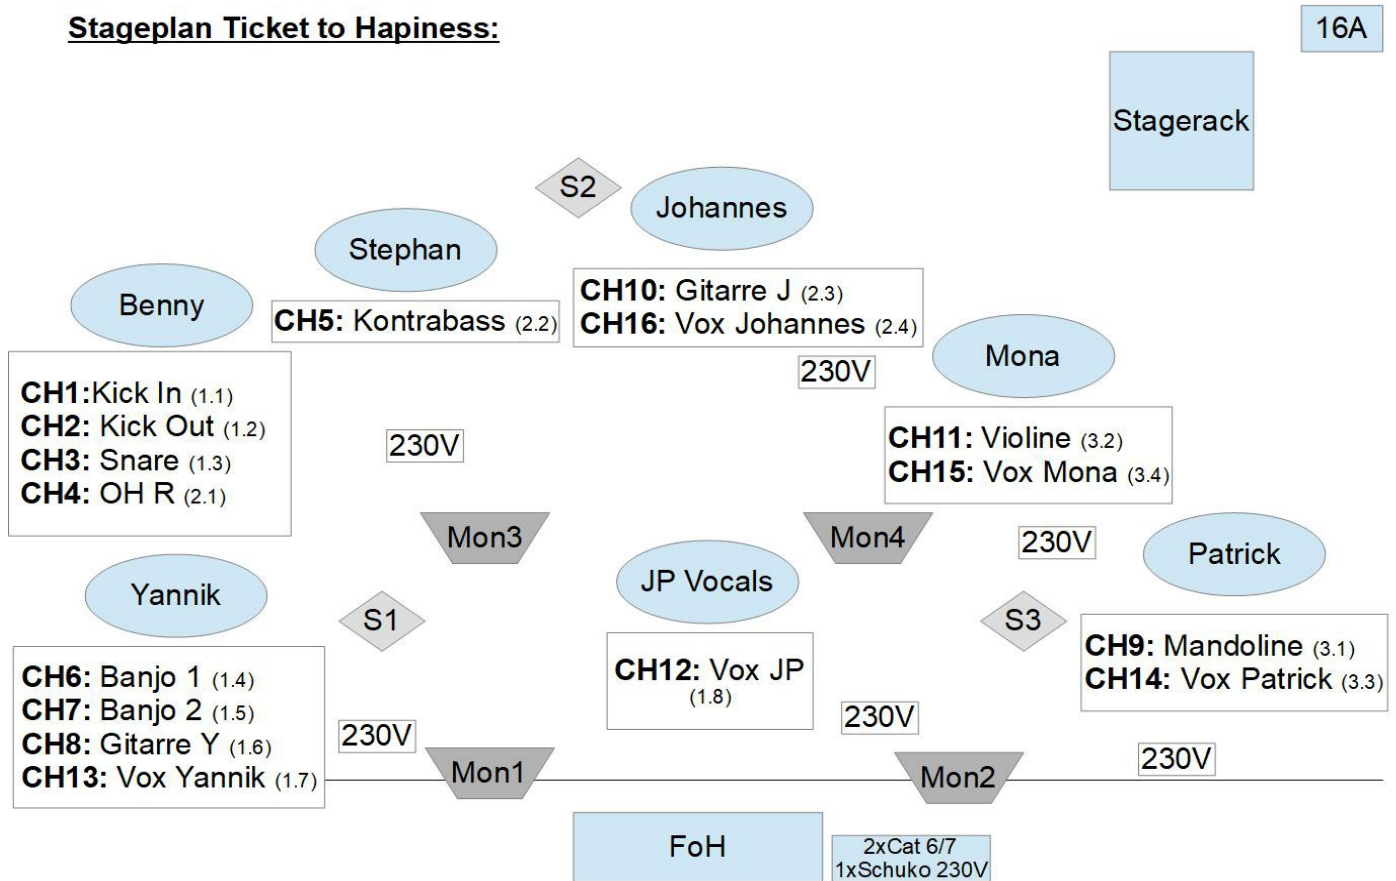 Stageplan Ticket to Hapiness:
16A
Stagerack
S2
Johannes
Stephan
Benny
CH10: Gitarre J (2.3)
CH16: Vox Johannes (2.4)
CH5: Kontrabass (2.2)
Mona
230V
CH1:Kick In (1.1)
CH2: Kick Out (1.2)
CH3: Snare (1.3)
CH4: OH R (2.1)
230V
CH11: Violine (3.2)
CH15: Vox Mona (3.4)
Mon3
Mon4
230V
Patrick
Yannik
JP Vocals
S1
S3
CH6: Banjo 1 (1.4)
CH7: Banjo 2 (1.5)
CH8: Gitarre Y (1.6)
CH13: Vox Yannik (1.7)
CH12: Vox JP
(1.8)
CH9: Mandoline (3.1)
CH14: Vox Patrick (3.3)
230V
230V
230V
Mon1
Mon2
FoH
2xCat 6/7
1xSchuko 230V